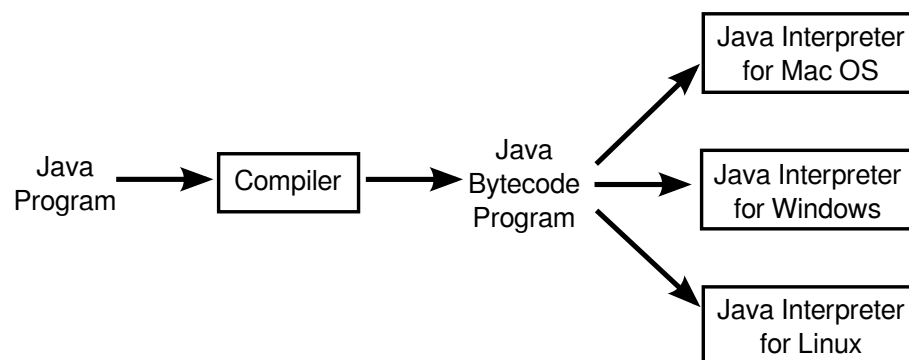 Java
Program
Compiler
Java
Bytecode
Program
Java Interpreter
for Mac OS
Java Interpreter
for Windows
Java Interpreter
for Linux